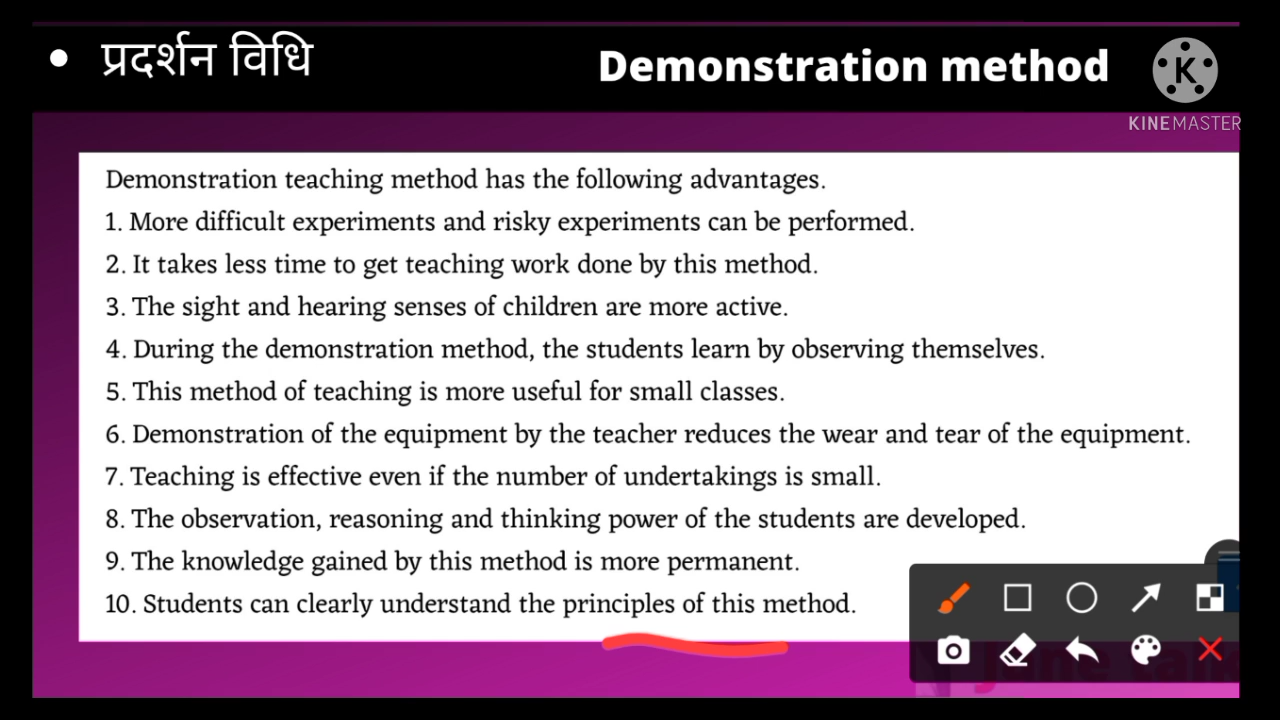 • प्रदर्शन विधि
Demonstration method
K
KINEMASTER
Demonstration teaching method has the following advantages.
1. More difficult experiments and risky experiments can be performed.
2. It takes less time to get teaching work done by this method.
3. The sight and hearing senses of children are more active.
4. During the demonstration method, the students learn by observing themselves.
5. This method of teaching is more useful for small classes.
6. Demonstration of the equipment by the teacher reduces the wear and tear of the equipment.
7. Teaching is effective even if the number of undertakings is small.
8. The observation, reasoning and thinking power of the students are developed.
9. The knowledge gained by this method is more permanent.
10. Students can clearly understand the principles of this method.